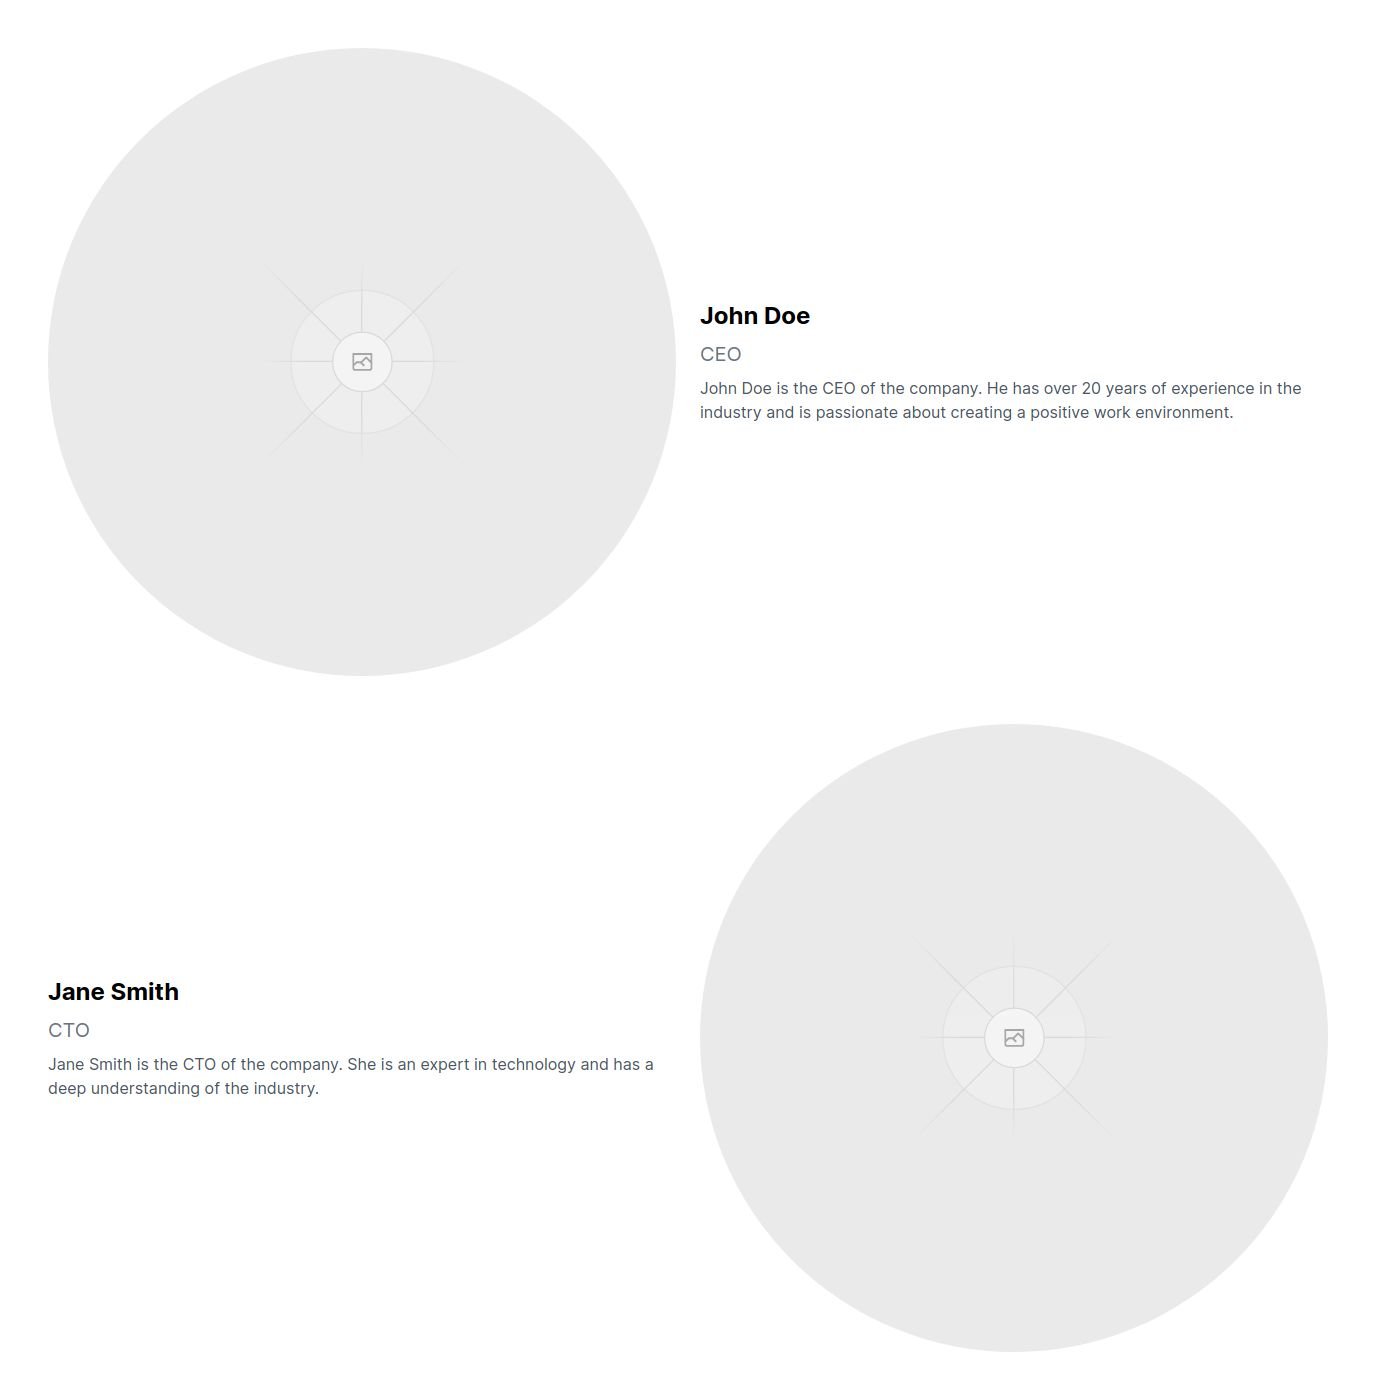 John Doe
CEO
John Doe is the CEO of the company. He has over 20 years of experience in the
industry and is passionate about creating a positive work environment.
Jane Smith
CTO
Jane Smith is the CTO of the company. She is an expert in technology and has a
deep understanding of the industry.